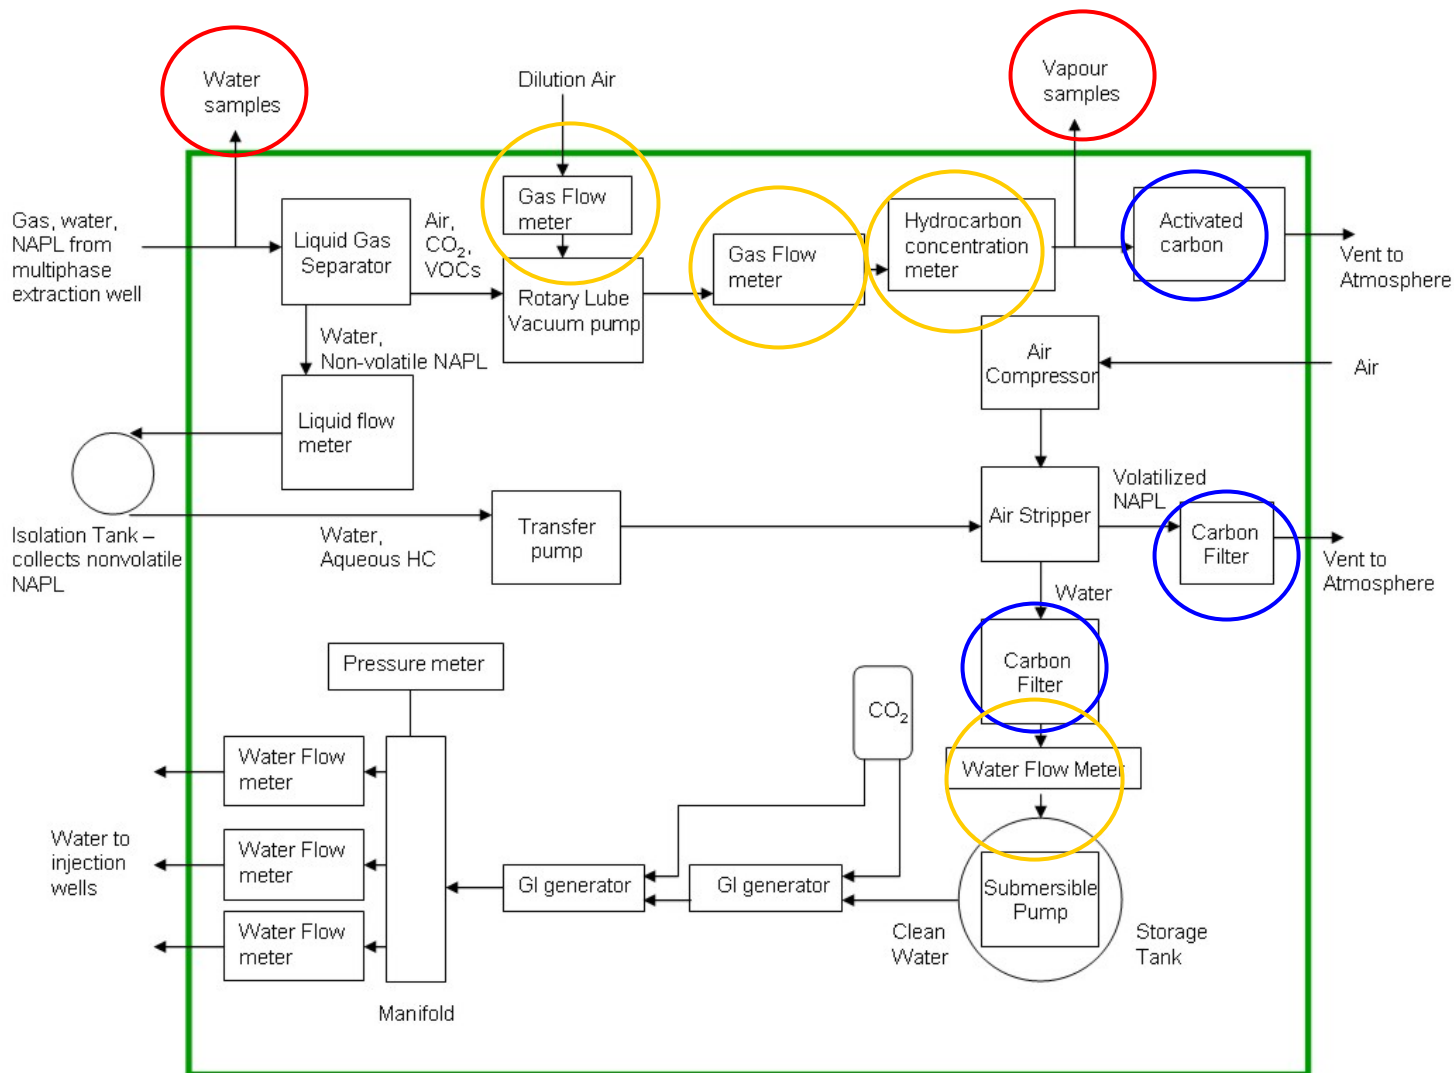 Water
samples
Dilution Air
Vapour
samples
Gas Flow
meter
Gas, water,
NAPL from
multiphase
extraction well
Liquid Gas
Separator
Air,
CO₂,
VOCs
Rotary Lube
Vacuum pump
Gas Flow
meter
Hydrocarbon
concentration
meter
Activated
carbon
Vent to
Atmosphere
Water,
Non-volatile NAPL
Air
Compressor
Air
Liquid flow
meter
Isolation Tank –
collects nonvolatile
NAPL
Water,
Aqueous HC
Transfer
pump
Air Stripper
Volatilized
NAPL
Carbon
Filter
Vent to
Atmosphere
Water
Carbon
Filter
Pressure meter
CO₂
Water Flow Meter
Water Flow
meter
Water to
injection
wells
Water Flow
meter
Water Flow
meter
GI generator
GI generator
Submersible
Pump
Clean
Water
Storage
Tank
Manifold